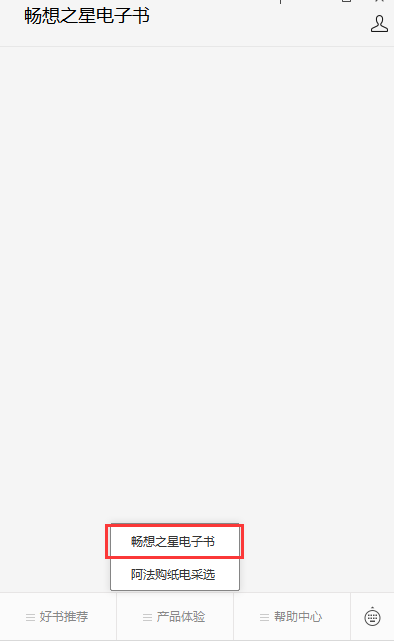 畅想之星电子书
畅想之星电子书
阿法购纸电采选
好书推荐
产品体验
帮助中心